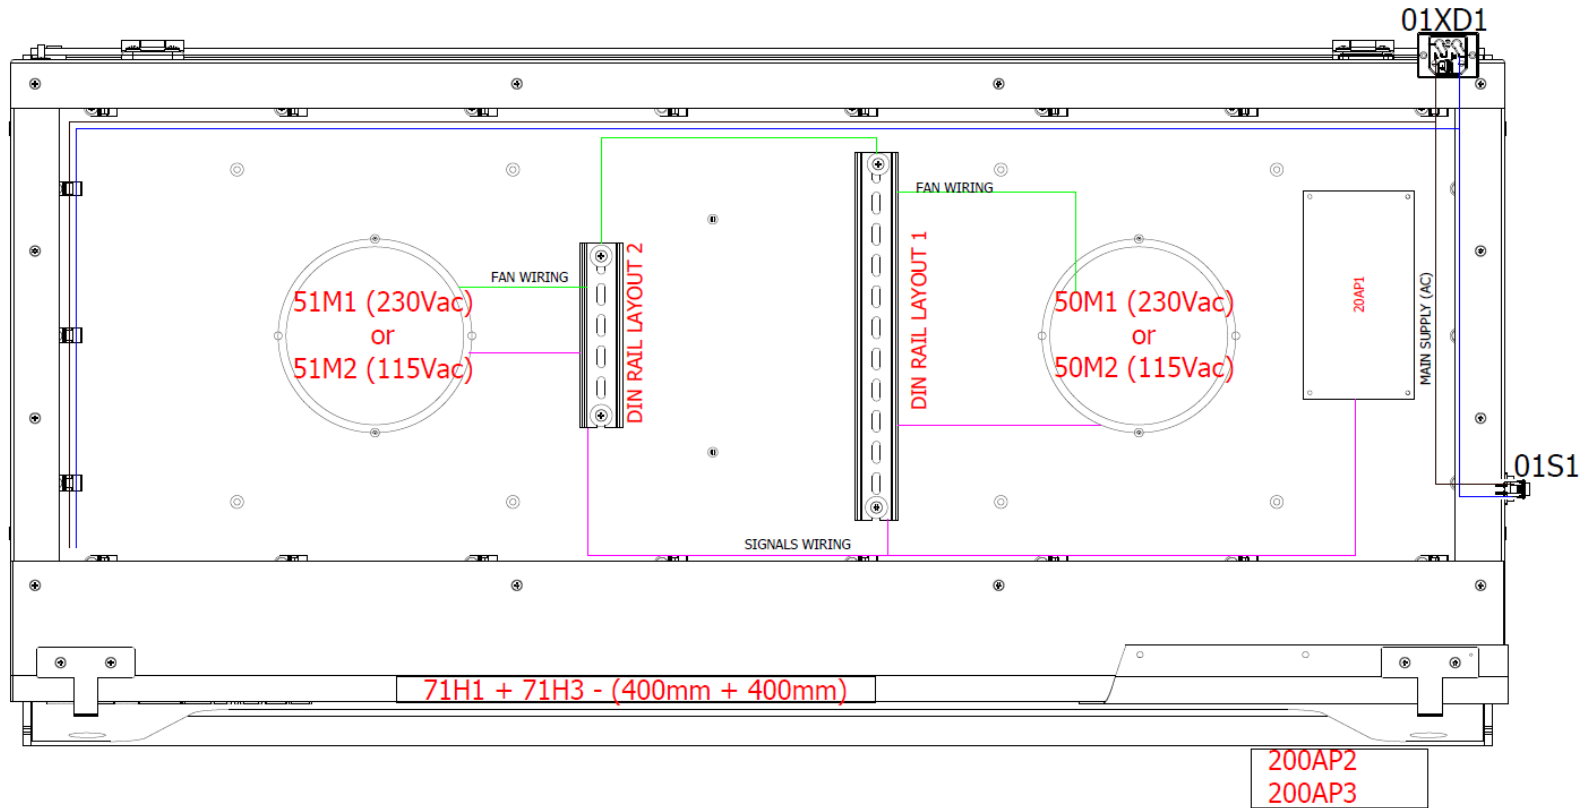 01XD1
FAN WIRING
DIN RAIL LAYOUT 1
DIN RAIL LAYOUT 2
FAN WIRING
51M1 (230Vac)
or
51M2 (115Vac)
50M1 (230Vac)
or
50M2 (115Vac)
20AP1
MAIN SUPPLY (AC)
01S1
SIGNALS WIRING
71H1 + 71H3 - (400mm + 400mm)
200AP2
200AP3